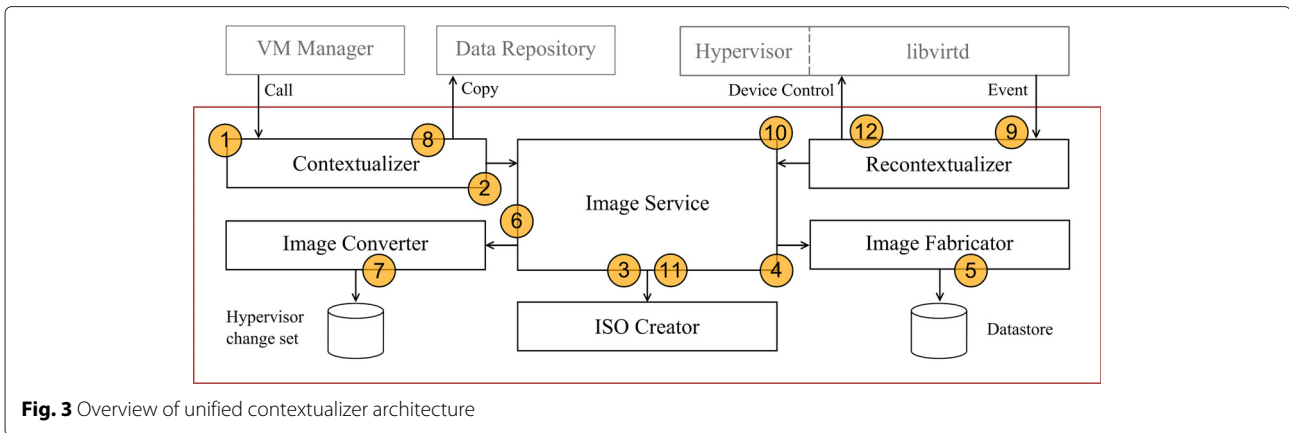 VM Manager
Data Repository
Hypervisor
libvirtd
Call
Copy
Device Control
Event
1
8
10
12
9
Contextualizer
Recontextualizer
2
Image Service
6
Image Converter
Image Fabricator
7
3
11
4
5
Hypervisor
change set
ISO Creator
Datastore
Fig. 3 Overview of unified contextualizer architecture